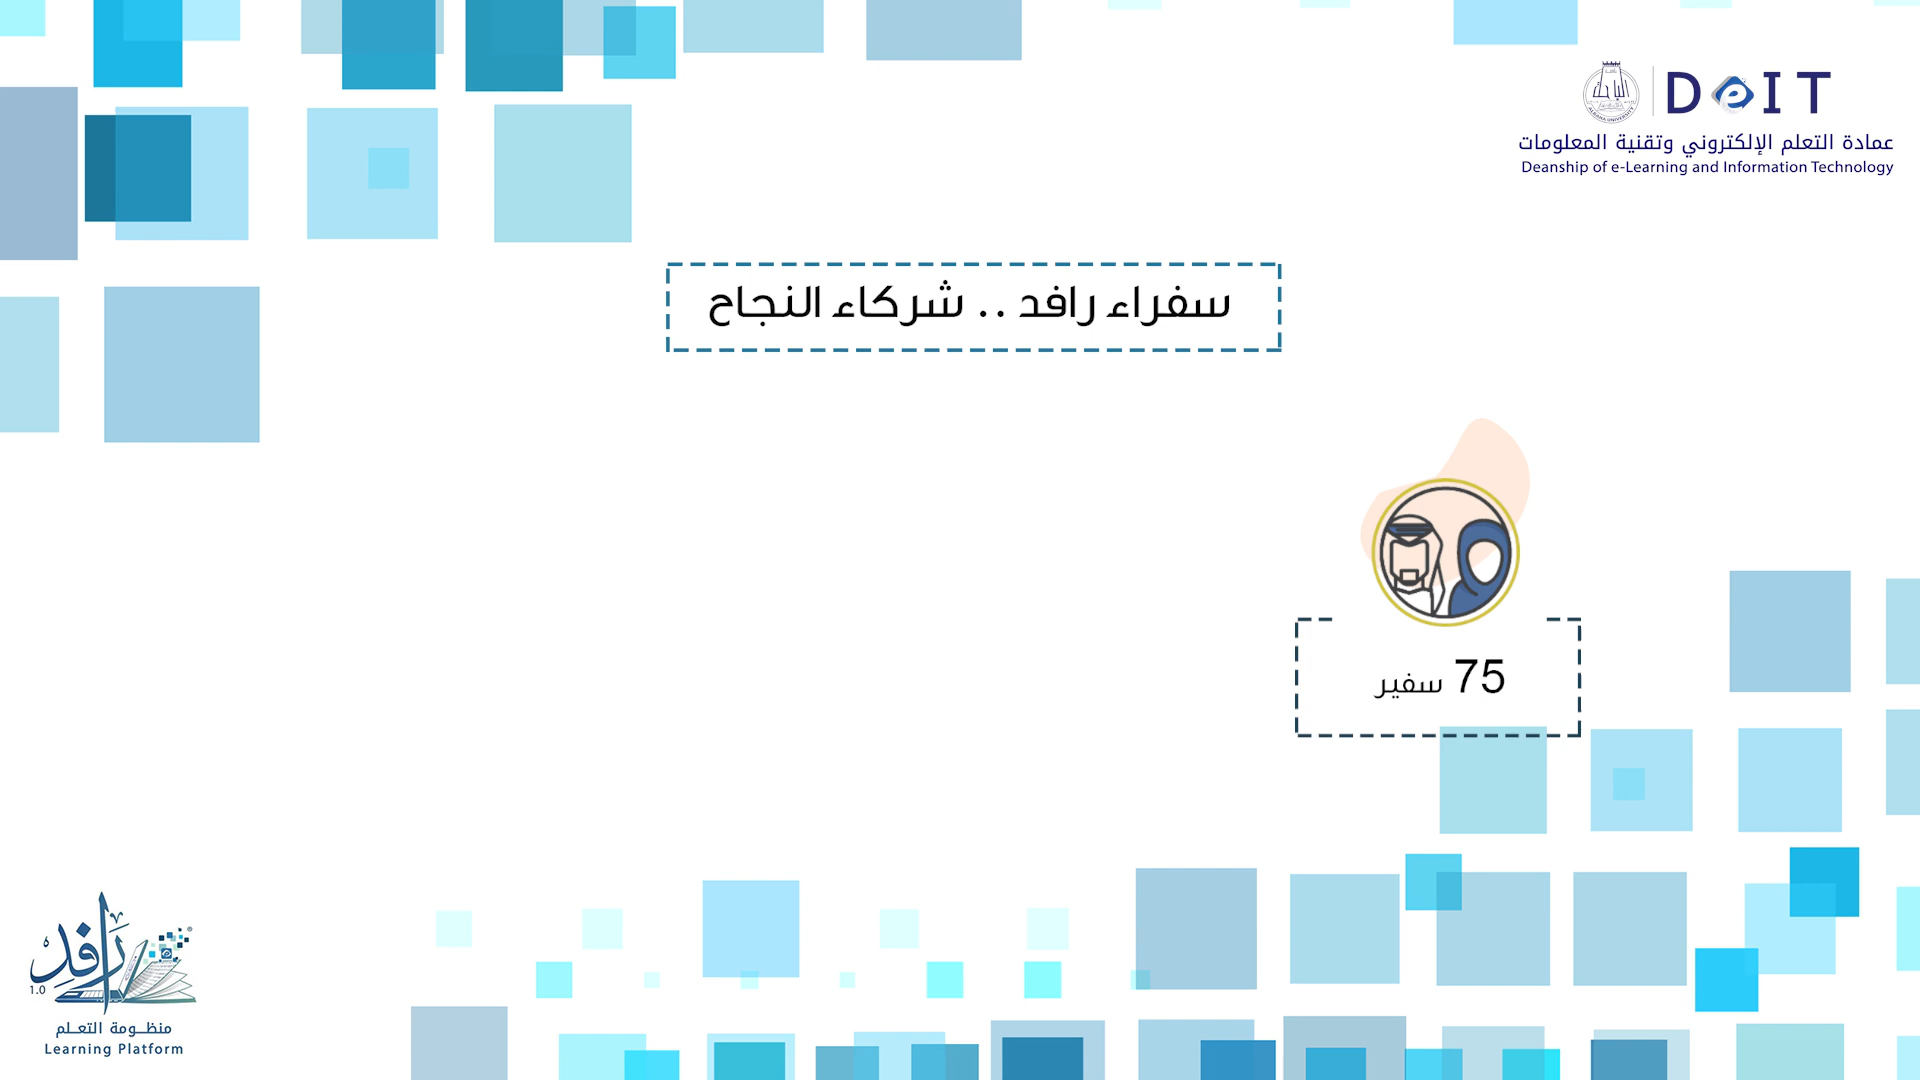 DeIT
عمادة التعلم الإلكتروني وتقنية المعلومات
Deanship of e-Learning and Information Technology
سفراء رافد .. شركاء النجاح
75 سفير
رافد
1.0
منظومة التعلم
Learning Platform